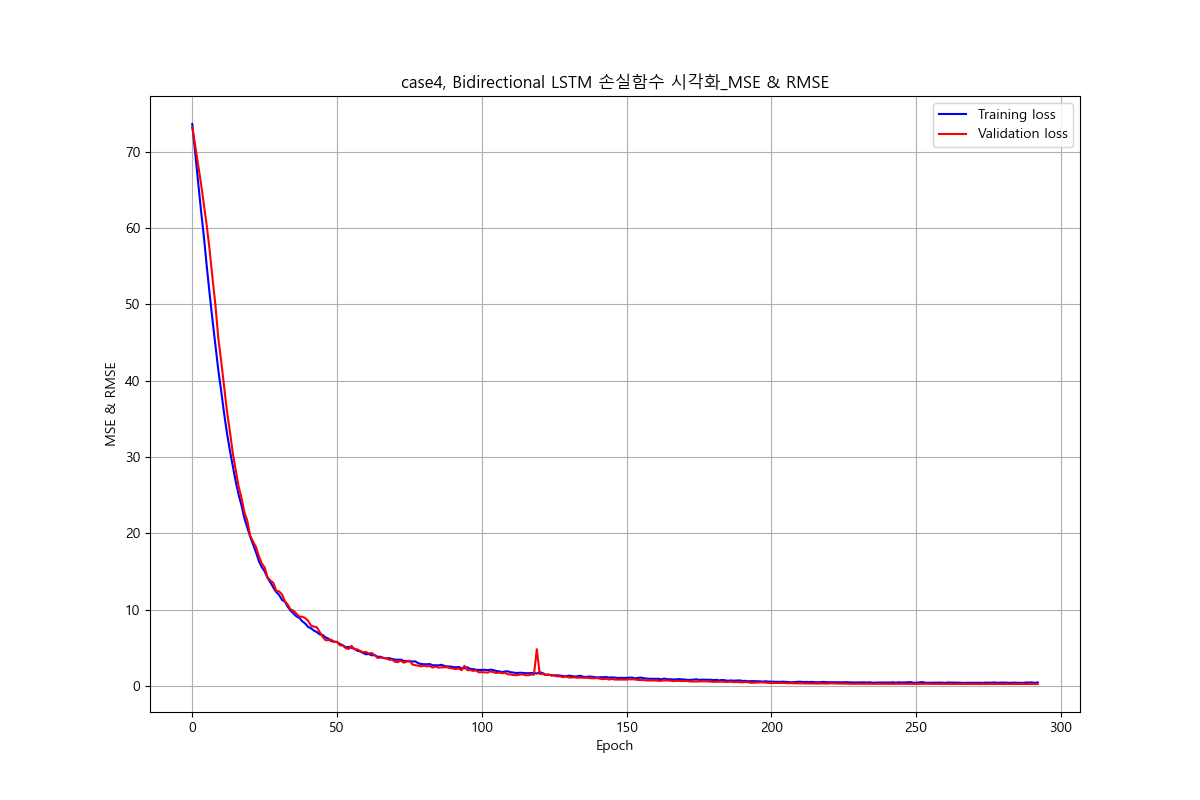 case4, Bidirectional LSTM 손실함수 시각화_MSE & RMSE
Training loss
Validation loss
MSE & RMSE
70
60
50
40
30
20
10
0
0 50 100 150 200 250 300
Epoch